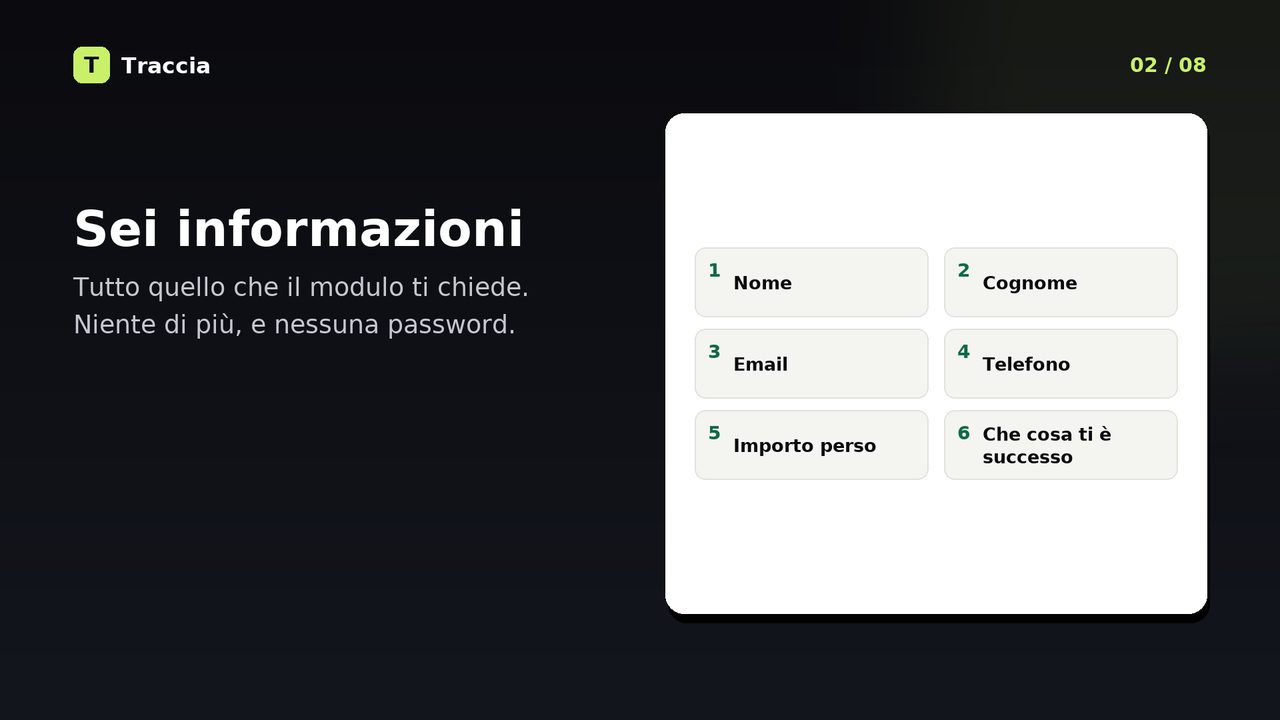 T Traccia
02 / 08
Sei informazioni
Tutto quello che il modulo ti chiede.
Niente di più, e nessuna password.
1 Nome
2 Cognome
3 Email
4 Telefono
5 Importo perso
6 Che cosa ti è
successo